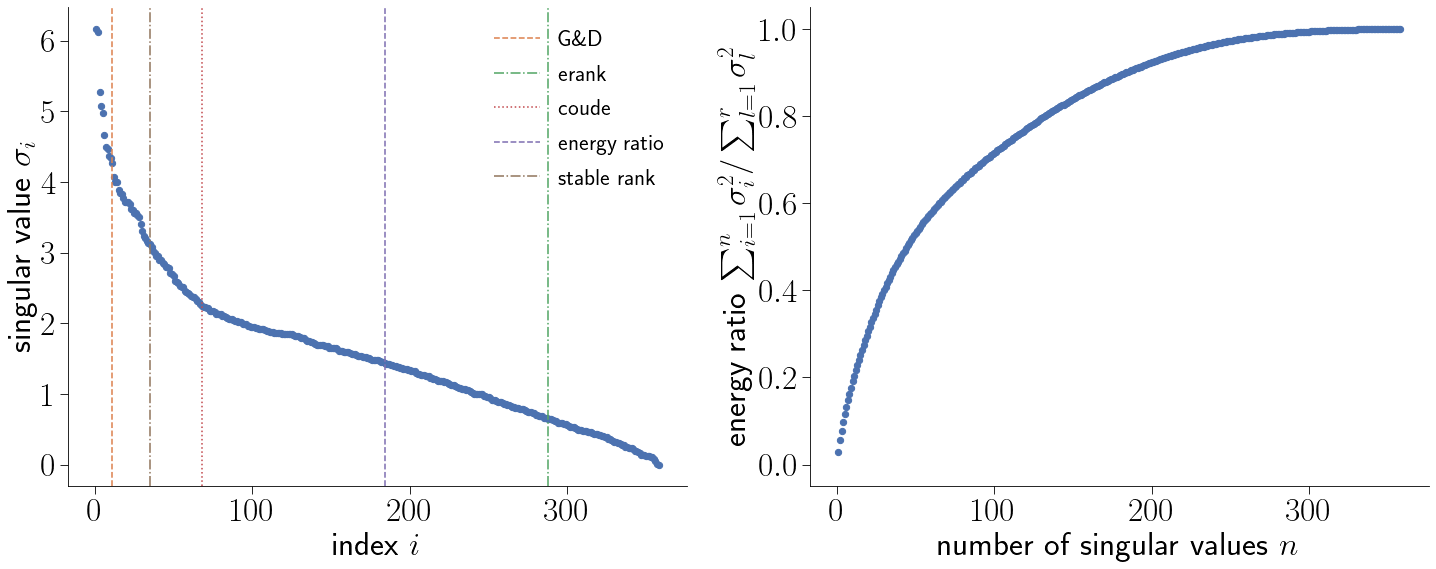 6
5
4
3
2
1
0
singular value σ_i
G&D
erank
coude
energy ratio
stable rank
0 100 200 300
index i
1.0
0.8
0.6
0.4
0.2
0.0
energy ratio ∑_{i=1}^{n} σ_i^2 / ∑_{l=1}^{r} σ_l^2
0 100 200 300
number of singular values n